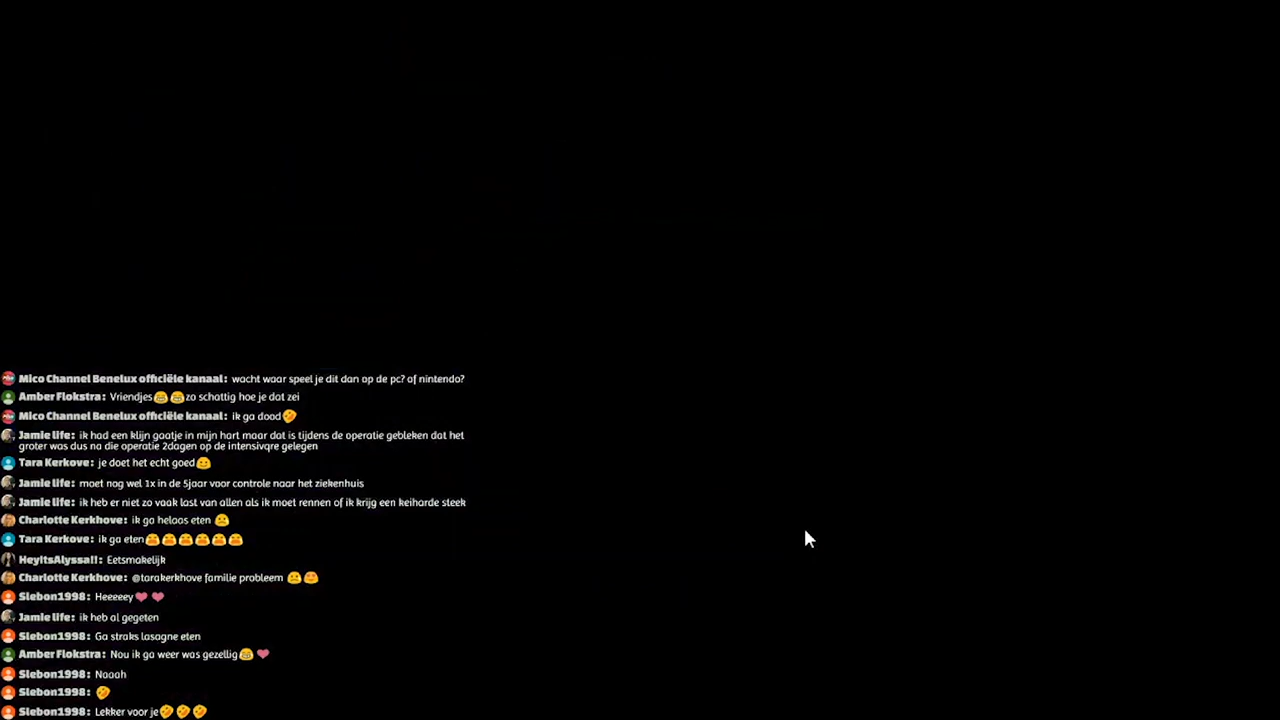 Mico Channel Benelux officiële kanaal: wacht waar speel je dit dan op de pc? of nintendo?
Amber Flokstra: Vriendjes😂😂zo schattig hoe je dat zei
Mico Channel Benelux officiële kanaal: ik ga dood🤣
Jamie life: ik had een klijn gaatje in mijn hart maar dat is tijdens de operatie gebleken dat het
groter was dus na die operatie 2dagen op de intensivqre gelegen
Tara Kerkove: je doet het echt goed🙂
Jamie life: moet nog wel 1x in de 5jaar voor controle naar het ziekenhuis
Jamie life: ik heb er niet zo vaak last van allen als ik moet rennen of ik krijg een keiharde steek
Charlotte Kerkhove: ik ga helaas eten 🙁
Tara Kerkove: ik ga eten😫😫😫😫😫😫
HeyItsAlyssa!!: Eetsmakelijk
Charlotte Kerkhove: @tarakerkhove familie probleem 🙁😡
Slebon1998: Heeeeey❤❤
Jamie life: ik heb al gegeten
Slebon1998: Ga straks lasagne eten
Amber Flokstra: Nou ik ga weer was gezellig😂❤
Slebon1998: Naaah
Slebon1998: 🤣
Slebon1998: Lekker voor je🤣🤣🤣